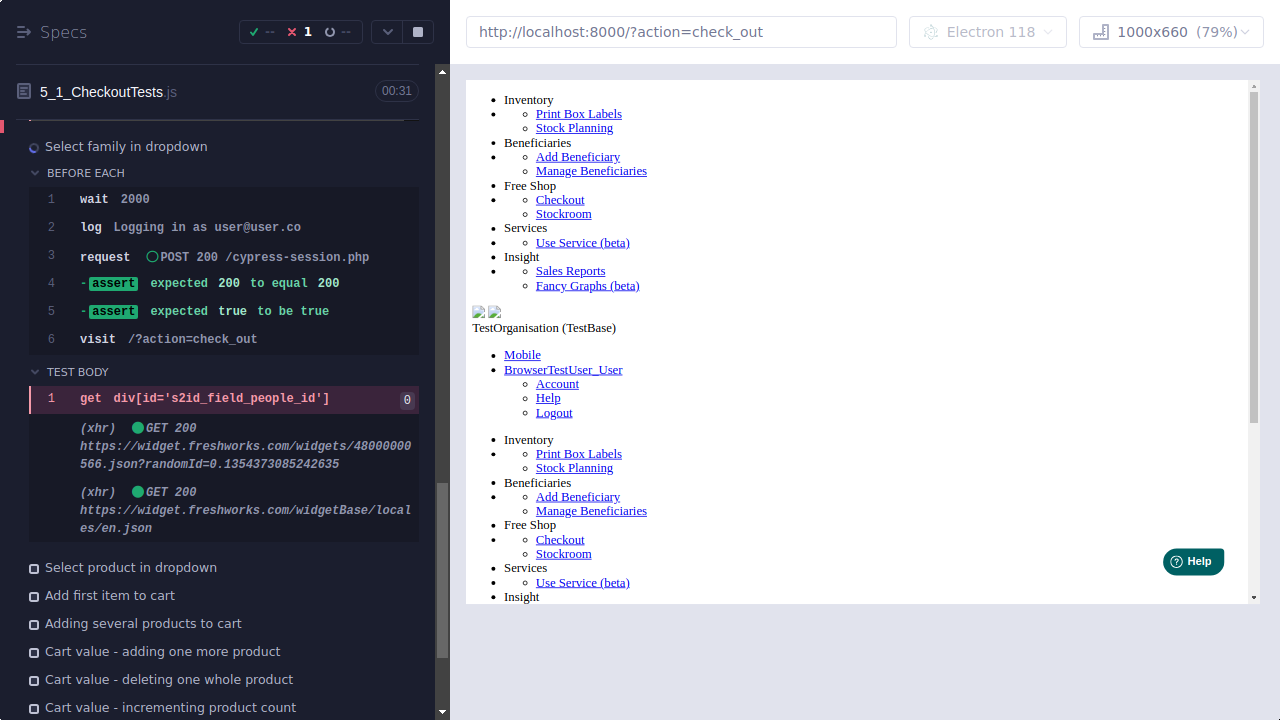 Specs
--
1
--
5_1_CheckoutTests.js
00:31
Select family in dropdown
BEFORE EACH
1 wait 2000
2 log Logging in as user@user.co
3 request POST 200 /cypress-session.php
4 -assert expected 200 to equal 200
5 -assert expected true to be true
6 visit /?action=check_out
TEST BODY
1 get div[id='s2id_field_people_id'] 0
(xhr) GET 200
https://widget.freshworks.com/widgets/48000000
566.json?randomId=0.1354373085242635
(xhr) GET 200
https://widget.freshworks.com/widgetBase/local
es/en.json
Select product in dropdown
Add first item to cart
Adding several products to cart
Cart value - adding one more product
Cart value - deleting one whole product
Cart value - incrementing product count
http://localhost:8000/?action=check_out
Electron 118
1000x660 (79%)
Inventory
Print Box Labels
Stock Planning
Beneficiaries
Add Beneficiary
Manage Beneficiaries
Free Shop
Checkout
Stockroom
Services
Use Service (beta)
Insight
Sales Reports
Fancy Graphs (beta)
TestOrganisation (TestBase)
Mobile
BrowserTestUser_User
Account
Help
Logout
Inventory
Print Box Labels
Stock Planning
Beneficiaries
Add Beneficiary
Manage Beneficiaries
Free Shop
Checkout
Stockroom
Services
Use Service (beta)
Insight
Help